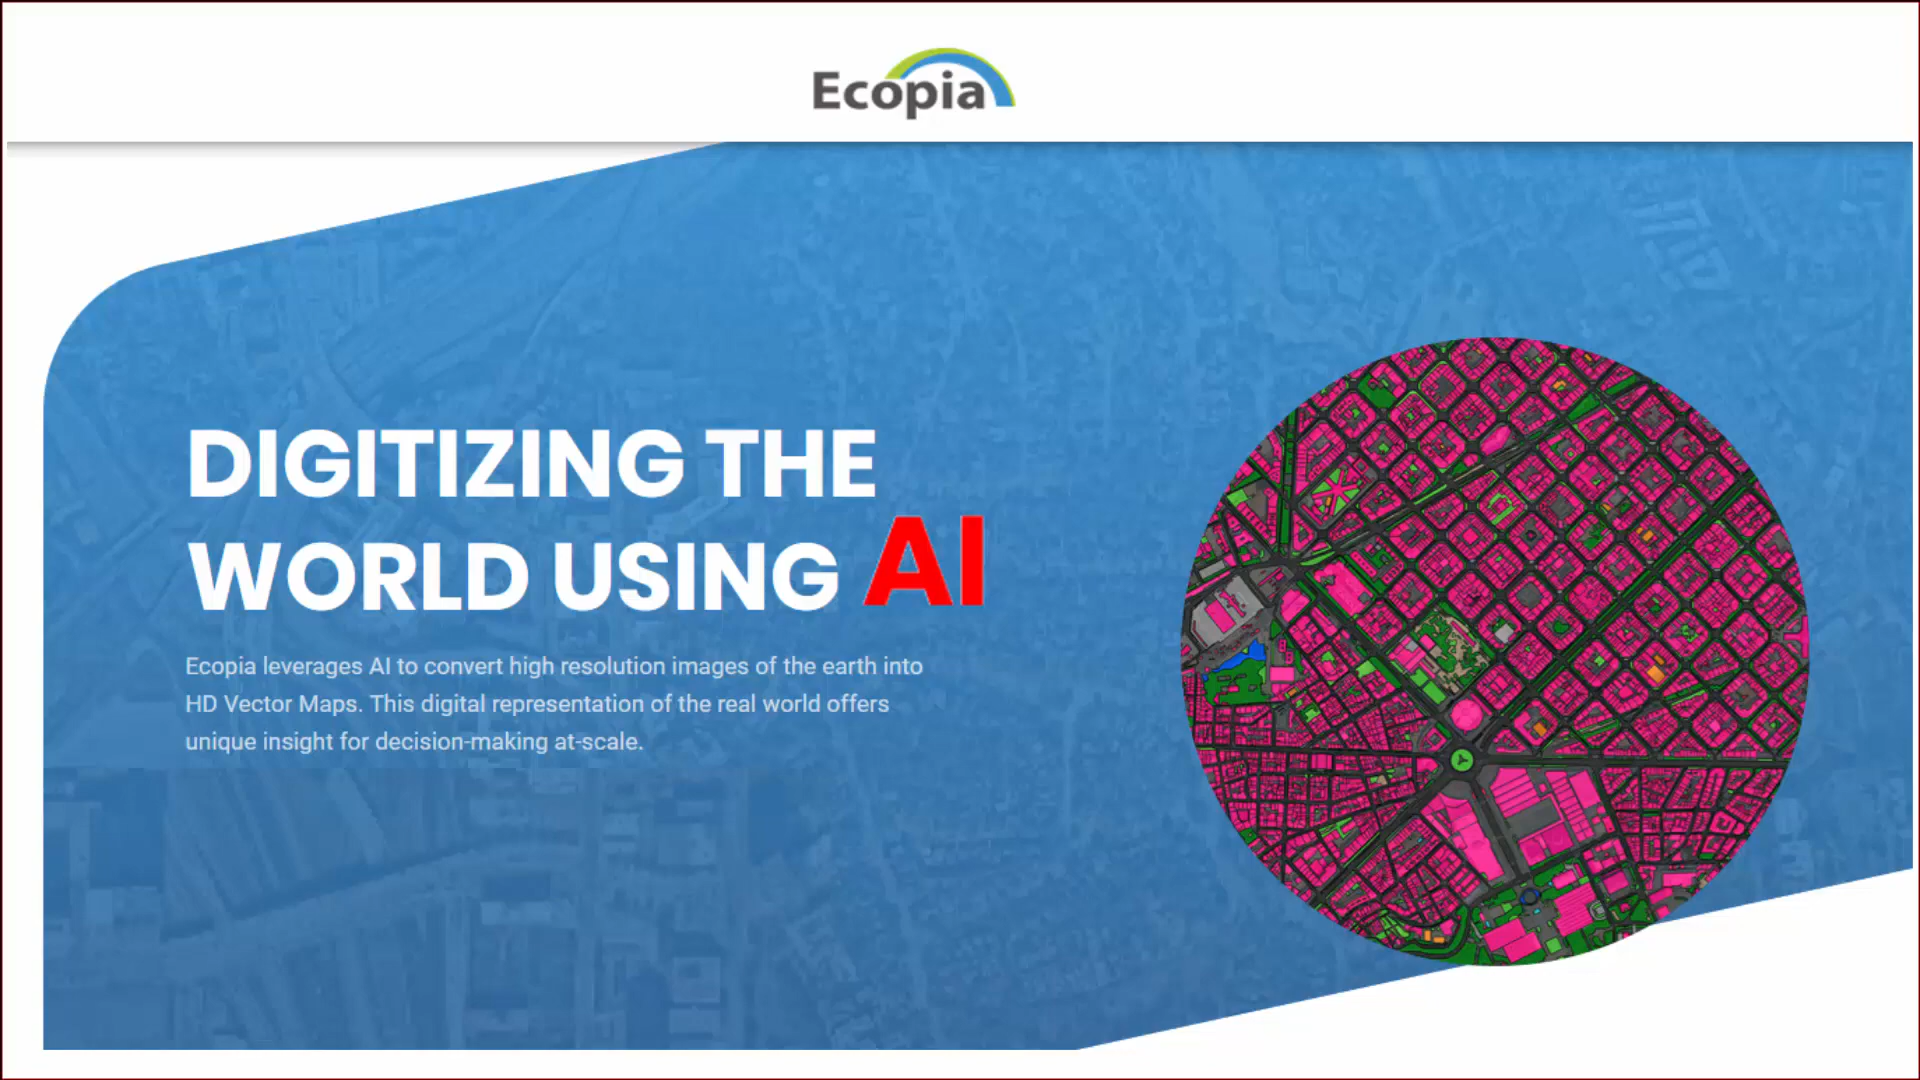 Ecopia
DIGITIZING THE
WORLD USING AI
Ecopia leverages AI to convert high resolution images of the earth into
HD Vector Maps. This digital representation of the real world offers
unique insight for decision-making at-scale.